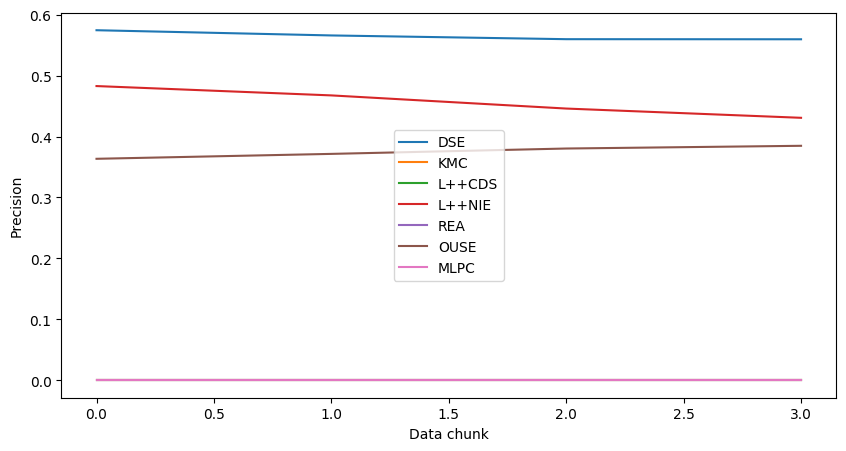 0.6
0.5
0.4
0.3
0.2
0.1
0.0
Precision
DSE
KMC
L++CDS
L++NIE
REA
OUSE
MLPC
0.0 0.5 1.0 1.5 2.0 2.5 3.0
Data chunk